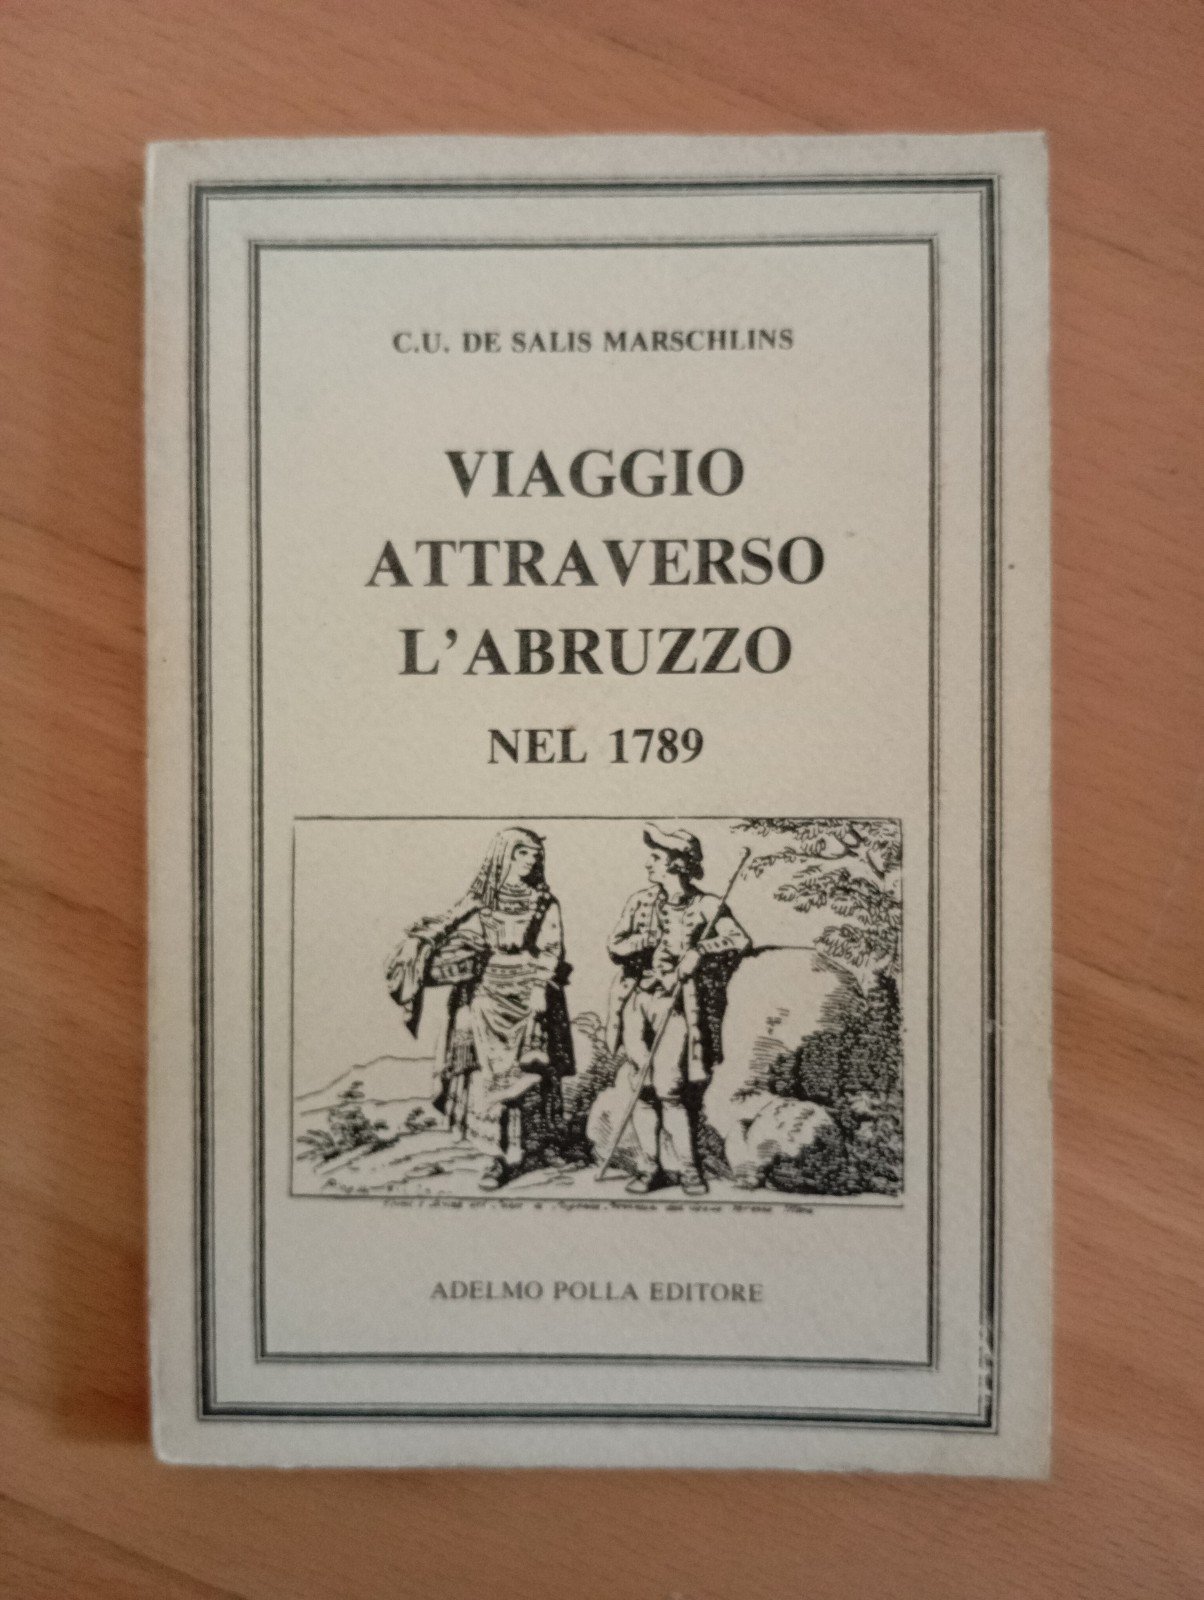 C.U. DE SALIS MARSCHLINS
VIAGGIO
ATTRAVERSO
L'ABRUZZO
NEL 1789
ADELMO POLLA EDITORE